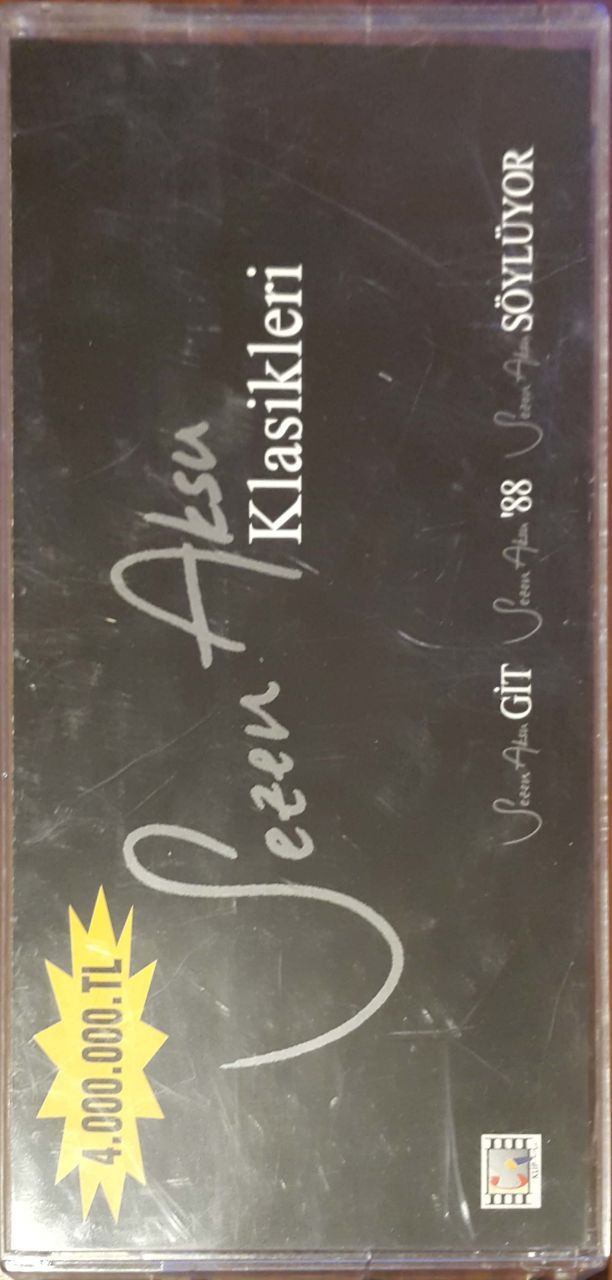 4.000.000.TL
Sezen Aksu
Klasikleri
Sezen Aksu GİT Sezen Aksu '88 Sezen Aksu SÖYLÜYOR